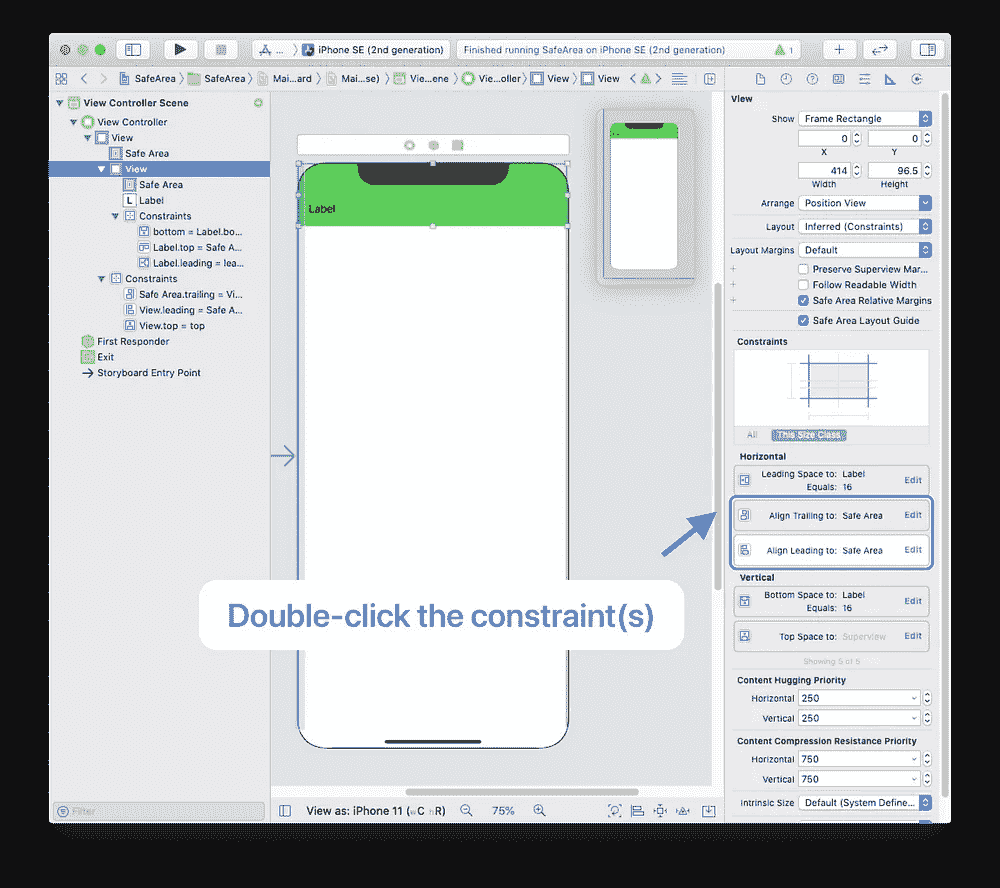 iPhone SE (2nd generation)
Finished running SafeArea on iPhone SE (2nd generation)
1
SafeArea
SafeArea
Mai...ard
Mai...se)
Vie...ene
Vie...oller
View
View
View Controller Scene
View Controller
View
Safe Area
View
Safe Area
L Label
Constraints
bottom = Label.bo...
Label.top = Safe A...
Label.leading = lea...
Constraints
Safe Area.trailing = Vi...
View.leading = Safe A...
View.top = top
First Responder
Exit
Storyboard Entry Point
Filter
Label
Double-click the constraint(s)
View as: iPhone 11 (wC hR)
75%
View
Show Frame Rectangle
0 0
X Y
414 96.5
Width Height
Arrange Position View
Layout Inferred (Constraints)
Layout Margins Default
Preserve Superview Mar...
Follow Readable Width
Safe Area Relative Margins
Safe Area Layout Guide
Constraints
All This Size Class
Horizontal
Leading Space to: Label
Equals: 16
Edit
Align Trailing to: Safe Area Edit
Align Leading to: Safe Area Edit
Vertical
Bottom Space to: Label
Equals: 16
Edit
Top Space to: Superview Edit
Showing 5 of 5
Content Hugging Priority
Horizontal 250
Vertical 250
Content Compression Resistance Priority
Horizontal 750
Vertical 750
Intrinsic Size Default (System Define...